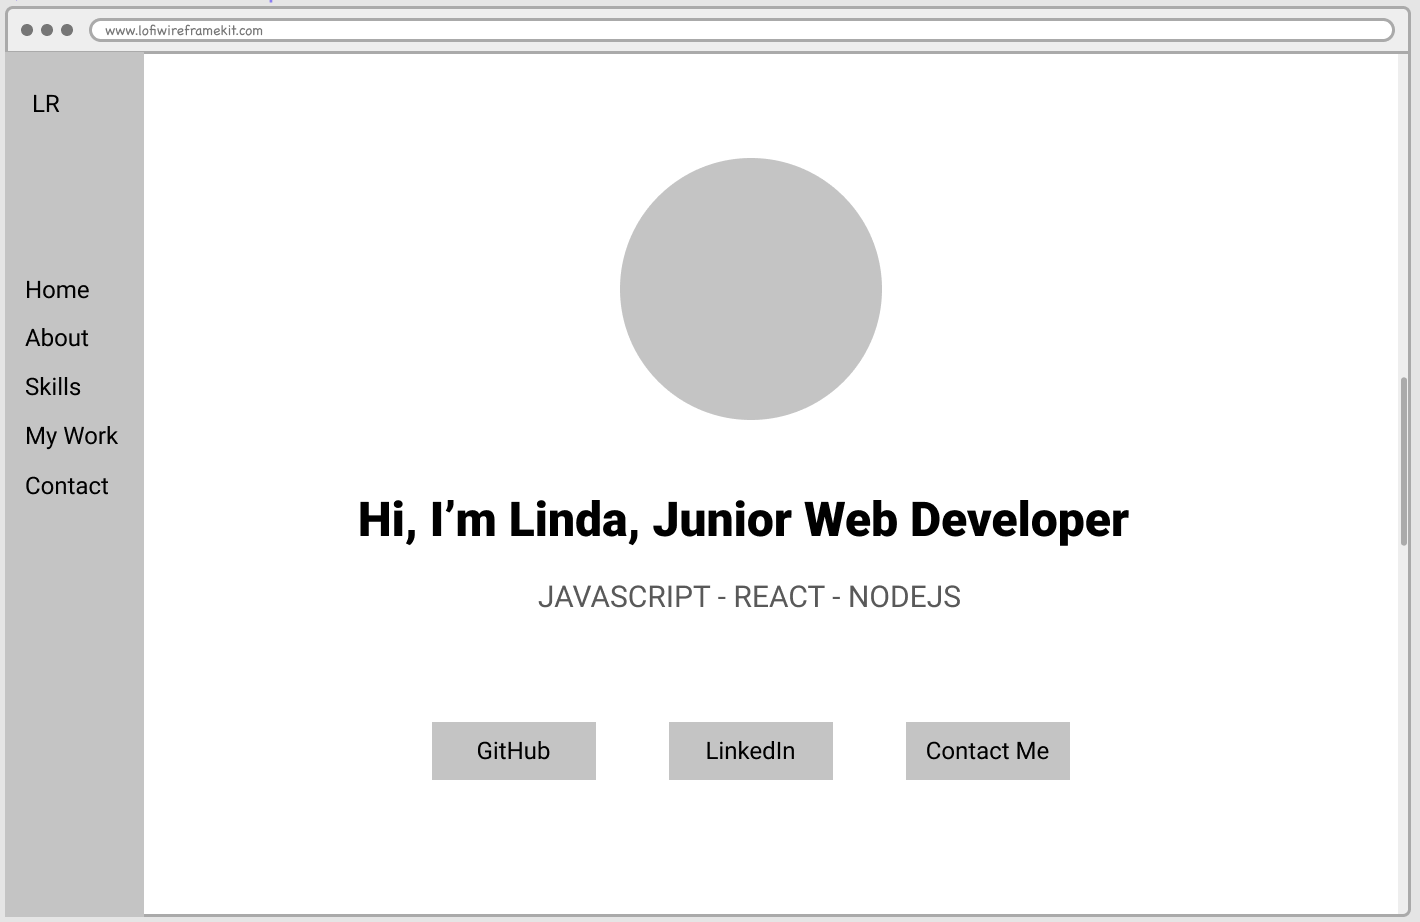 www.lofiwireframekit.com
LR
Home
About
Skills
My Work
Contact
Hi, I’m Linda, Junior Web Developer
JAVASCRIPT - REACT - NODEJS
GitHub
LinkedIn
Contact Me